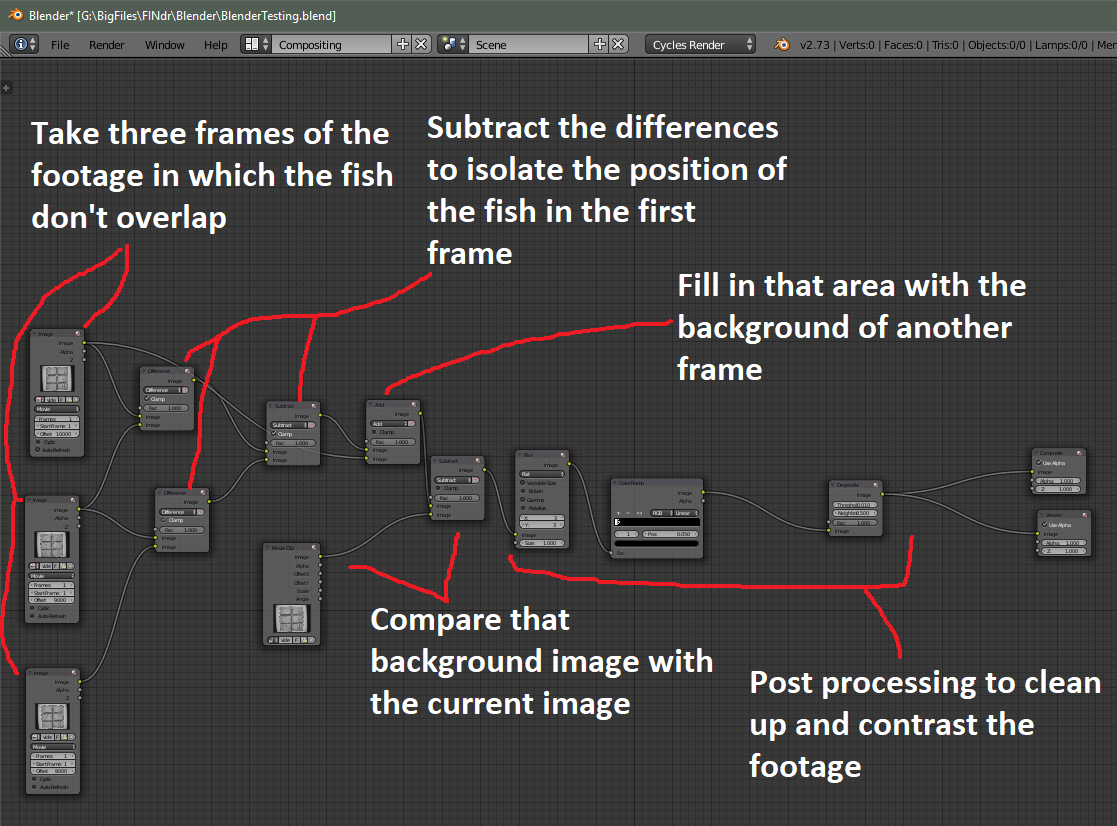 Blender* [G:\BigFiles\FINdr\Blender\BlenderTesting.blend]
File Render Window Help Compositing Scene Cycles Render v2.73 | Verts:0 | Faces:0 | Tris:0 | Objects:0/0 | Lamps:0/0 | Mem
Take three frames of the
footage in which the fish
don't overlap
Subtract the differences
to isolate the position of
the fish in the first
frame
Fill in that area with the
background of another
frame
Image
Image
Alpha
Z
Movie
Frames: 1
Start Frame: 1
Offset: 10000
Cyclic
Auto-Refresh
Difference
Image
Difference
Clamp
Fac: 1.000
Image
Image
Subtract
Image
Subtract
Clamp
Fac: 1.000
Image
Image
Add
Image
Add
Clamp
Fac: 1.000
Image
Image
Subtract
Image
Subtract
Clamp
Fac: 1.000
Image
Image
Blur
Image
Flat
Variable Size
Bokeh
Gamma
Relative
X: 3
Y: 3
Image
Size: 1.000
ColorRamp
Image
Alpha
RGB Linear
1 Pos: 0.050
Fac
Despeckle
Image
Threshold:0.010
Neighb:0.500
Fac: 1.000
Image
Composite
Use Alpha
Image
Alpha: 1.000
Z: 1.000
Viewer
Use Alpha
Image
Alpha: 1.000
Z: 1.000
Image
Image
Alpha
Z
Movie
Frames: 1
Start Frame: 1
Offset: 9000
Cyclic
Auto-Refresh
Difference
Image
Difference
Clamp
Fac: 1.000
Image
Image
Movie Clip
Image
Alpha
Offset X
Offset Y
Scale
Angle
Image
Image
Alpha
Z
Movie
Frames: 1
Start Frame: 1
Offset: 8000
Cyclic
Auto-Refresh
Compare that
background image with
the current image
Post processing to clean
up and contrast the
footage